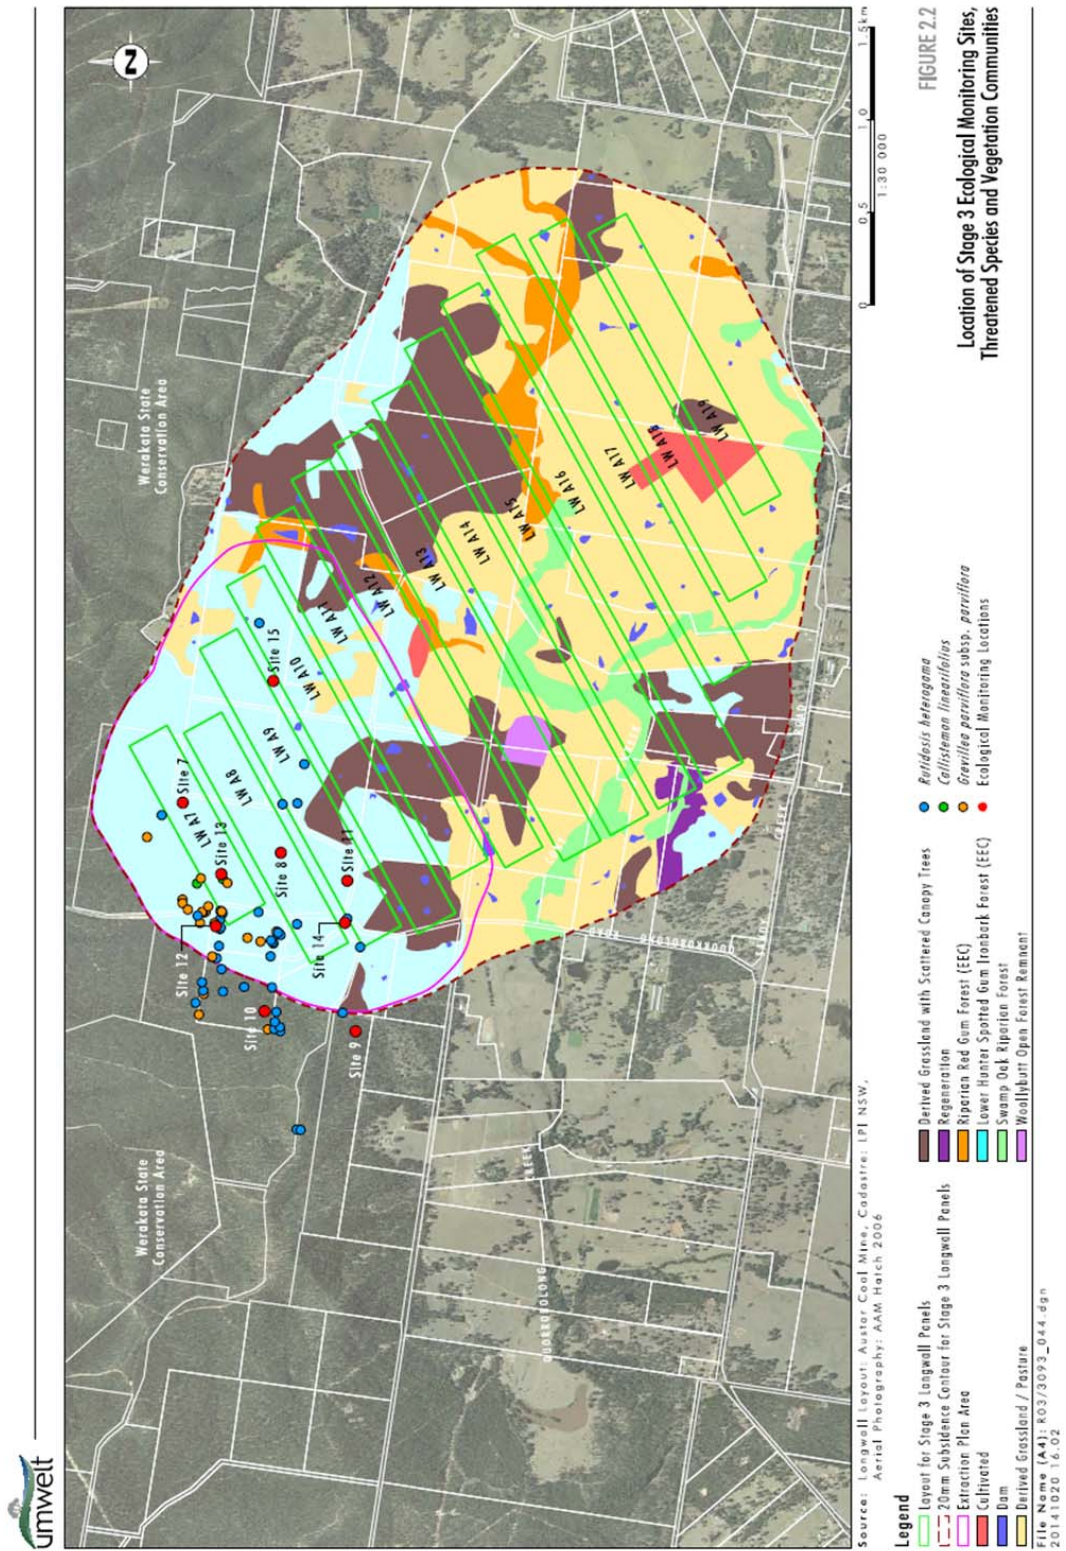 umwelt
Werakata State
Conservation Area
Werakata State
Conservation Area
Site 7
Site 13
Site 8
Site 11
Site 15
Site 12
Site 14
Site 10
Site 9
LW A7
LW A8
LW A9
LW A10
LW A11
LW A12
LW A13
LW A14
LW A15
LW A16
LW A17
LW A18
LW A19
QUORROBOLONG
CREEK
ROAD
0
0.5
1.0
1.5km
1:30 000
Source: Longwall Layout: Austar Coal Mine, Cadastre: LPI NSW,
Aerial Photography: AAM Hatch 2006
Legend
Layout for Stage 3 Longwall Panels
20mm Subsidence Contour for Stage 3 Longwall Panels
Extraction Plan Area
Cultivated
Dam
Derived Grassland / Pasture
Derived Grassland with Scattered Canopy Trees
Regeneration
Riparian Red Gum Forest (EEC)
Lower Hunter Spotted Gum Ironbark Forest (EEC)
Swamp Oak Riparian Forest
Woollybutt Open Forest Remnant
Rutidosis heterogama
Callistemon linearifolius
Grevillea parviflora subsp. parviflora
Ecological Monitoring Locations
FIGURE 2.2
Location of Stage 3 Ecological Monitoring Sites,
Threatened Species and Vegetation Communities
File Name (A4): R03/3093_044.dgn
20141020 16.02